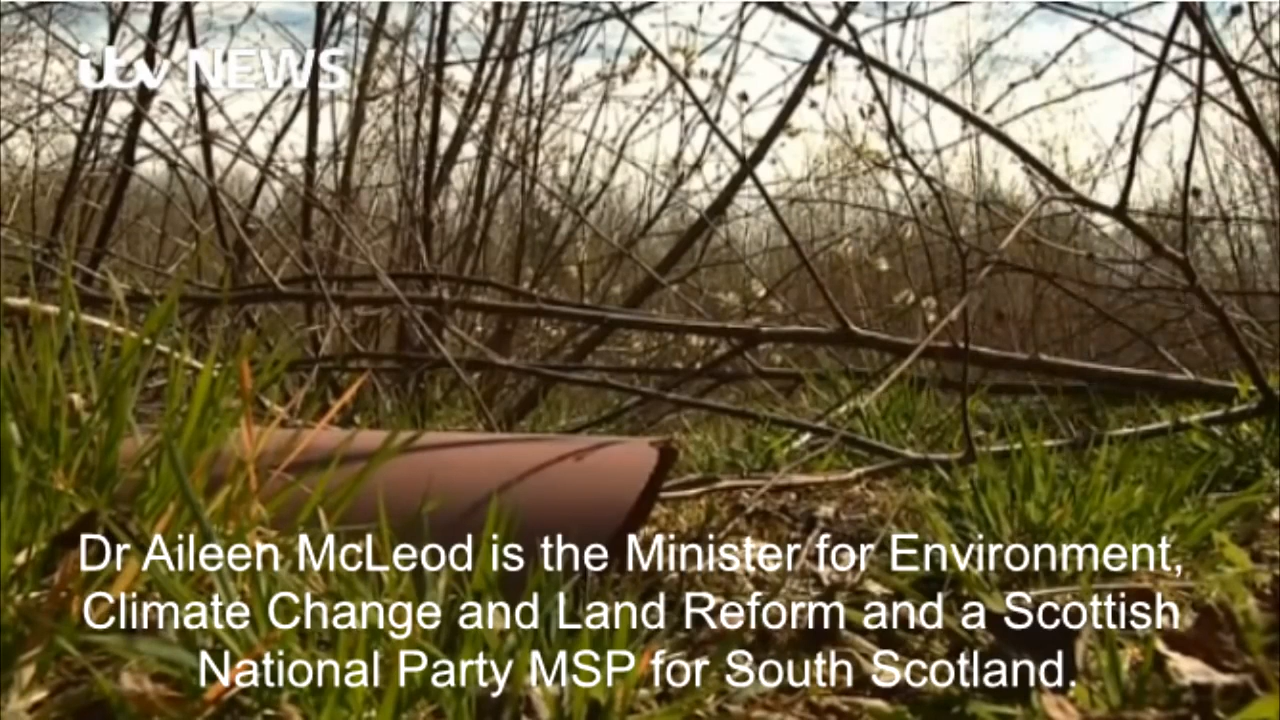 itv NEWS
Dr Aileen McLeod is the Minister for Environment,
Climate Change and Land Reform and a Scottish
National Party MSP for South Scotland.